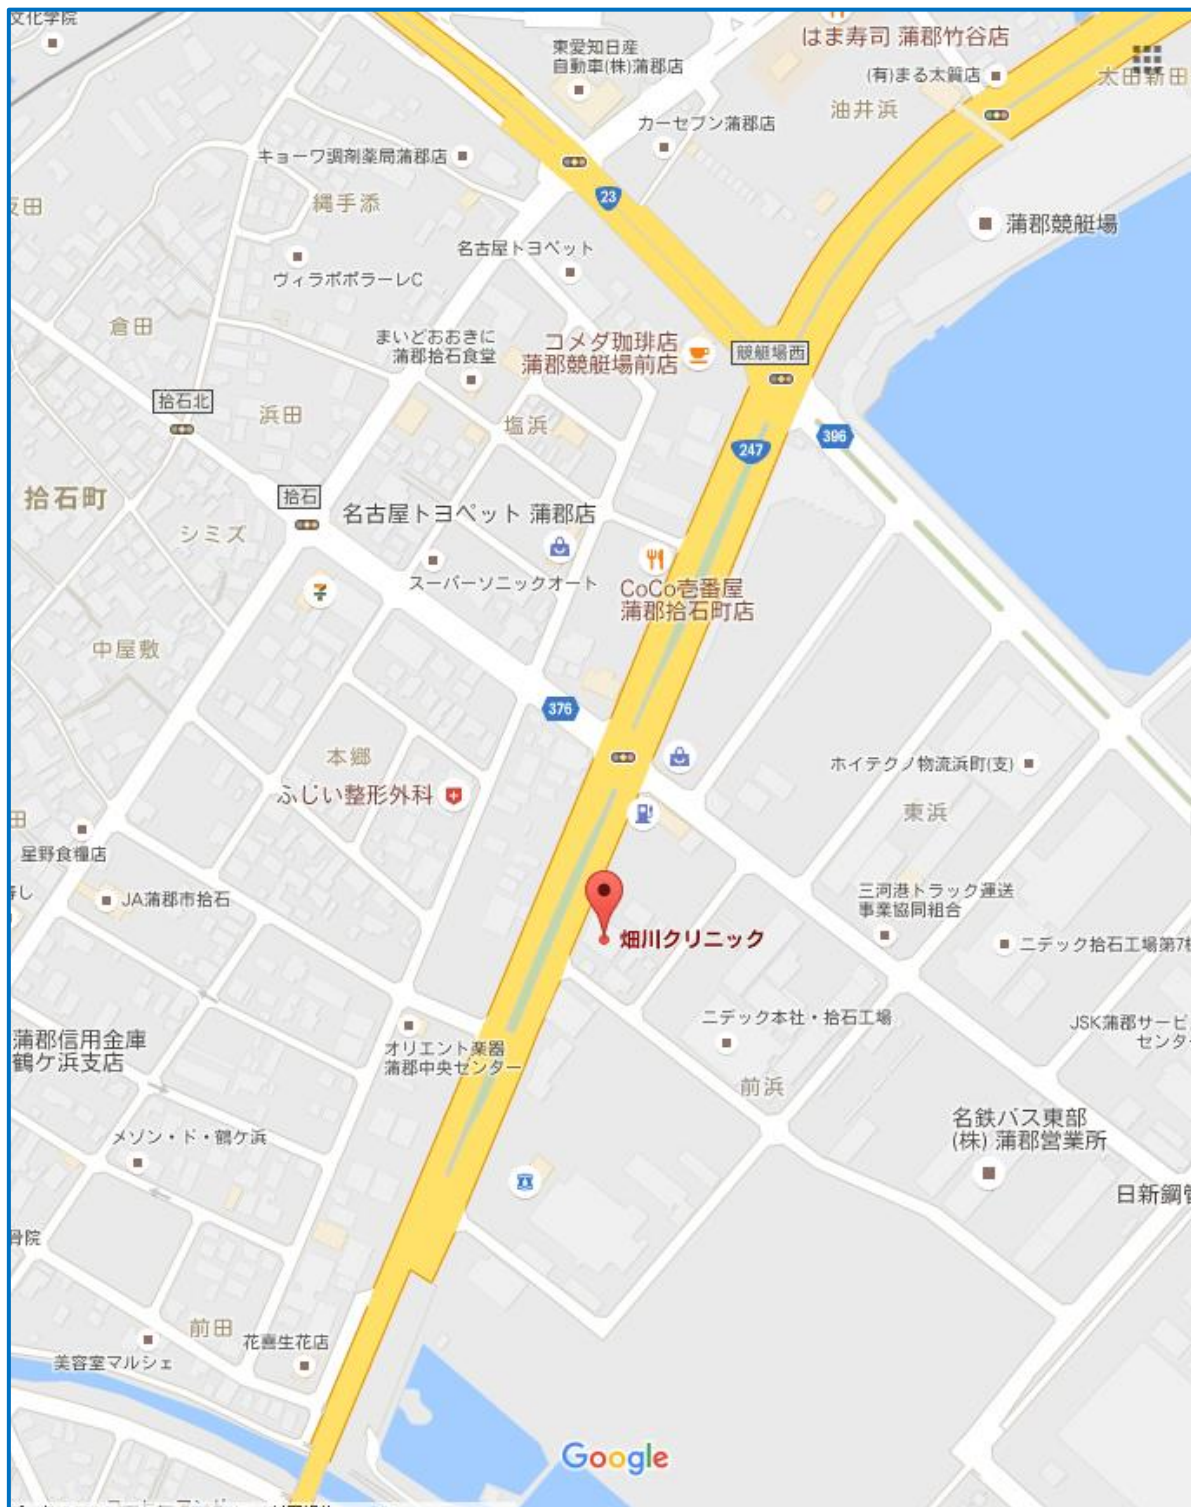 文化学院
東愛知日産
自動車(株)蒲郡店
はま寿司 蒲郡竹谷店
(有)まる太質店
太田新田
油井浜
カーセブン蒲郡店
キョーワ調剤薬局蒲郡店
縄手添
23
蒲郡競艇場
名古屋トヨペット
ヴィラポポラーレC
倉田
まいどおおきに
蒲郡拾石食堂
コメダ珈琲店
蒲郡競艇場前店
競艇場西
拾石北
浜田
塩浜
247
396
拾石町
拾石
シミズ
名古屋トヨペット 蒲郡店
スーパーソニックオート
CoCo壱番屋
蒲郡拾石町店
中屋敷
376
本郷
ホイテクノ物流浜町(支)
ふじい整形外科
東浜
星野食糧店
JA蒲郡市拾石
三河港トラック運送
事業協同組合
畑川クリニック
ニデック拾石工場第7棟
ニデック本社・拾石工場
JSK蒲郡サービ
センター
蒲郡信用金庫
鶴ケ浜支店
オリエント楽器
蒲郡中央センター
前浜
名鉄バス東部
(株) 蒲郡営業所
メゾン・ド・鶴ケ浜
日新鋼管
骨院
前田
花喜生花店
美容室マルシェ
Google